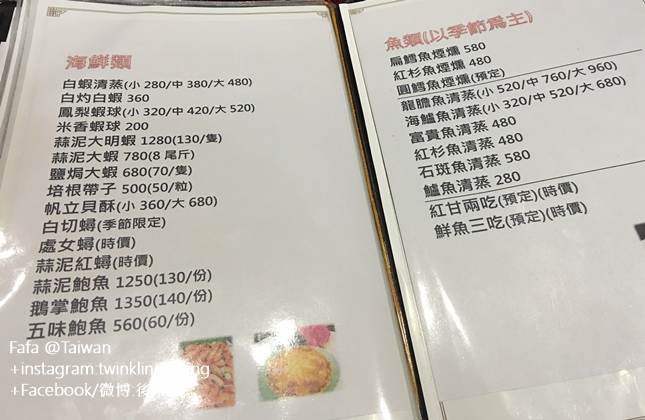 海鮮類
白蝦清蒸(小 280/中 380/大 480)
白灼白蝦 360
鳳梨蝦球(小 320/中 420/大 520)
米香蝦球 200
蒜泥大明蝦 1280(130/隻)
蒜泥大蝦 780(8 尾斤)
鹽焗大蝦 680(70/隻)
培根帶子 500(50/粒)
帆立貝酥(小 360/大 680)
白切蟳(季節限定)
處女蟳(時價)
蒜泥紅蟳(時價)
蒜泥鮑魚 1250(130/份)
鵝掌鮑魚 1350(140/份)
五味鮑魚 560(60/份)
魚類(以季節為主)
扁鱈魚煙燻 580
紅杉魚煙燻 480
圓鱈魚煙燻(預定)
龍膽魚清蒸(小 520/中 760/大 960)
海鱺魚清蒸(小 320/中 520/大 620)
富貴魚清蒸 480
紅杉魚清蒸 480
石斑魚清蒸 580
鱸魚清蒸 280
紅甘兩吃(預定)(時價)
鮮魚三吃(預定)(時價)
Fafa @Taiwan
+instagram:twinklin
+Facebook/微博:後